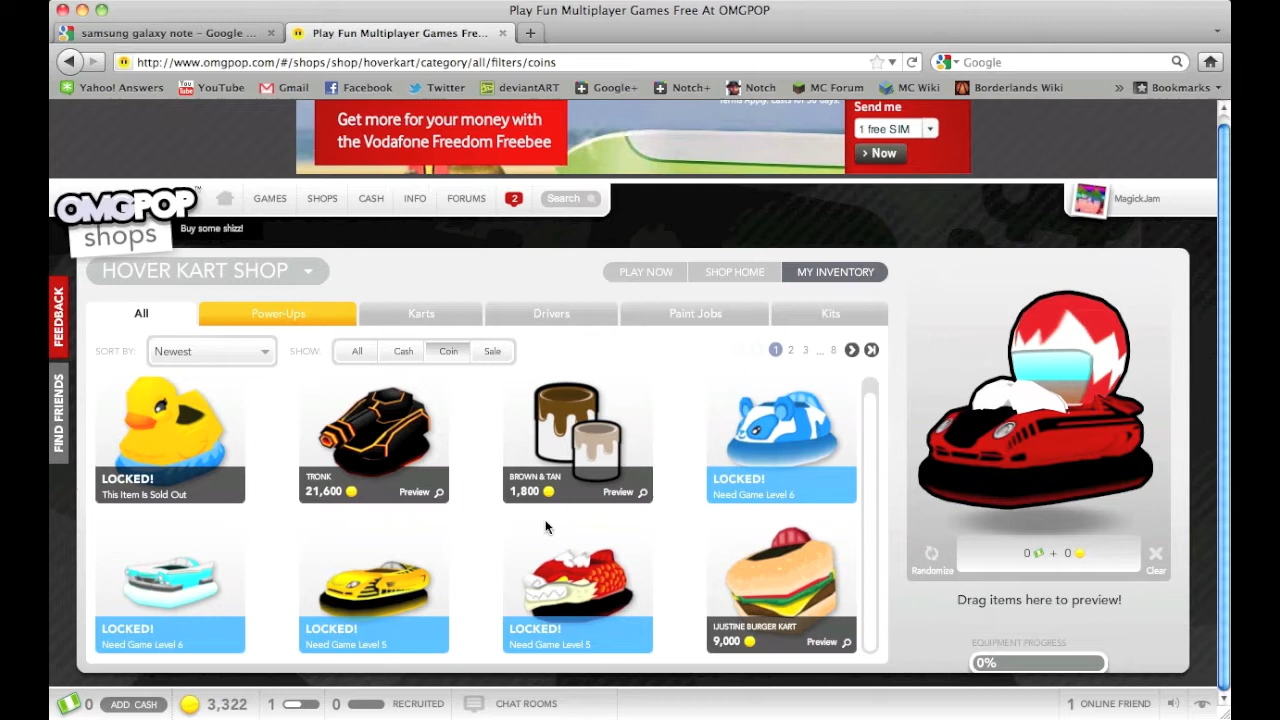 Play Fun Multiplayer Games Free At OMGPOP
samsung galaxy note – Google ...
Play Fun Multiplayer Games Fre...
http://www.omgpop.com/#/shops/shop/hoverkart/category/all/filters/coins
Google
Yahoo! Answers YouTube Gmail Facebook Twitter deviantART Google+ Notch+ Notch MC Forum MC Wiki Borderlands Wiki » Bookmarks
Get more for your money with
the Vodafone Freedom Freebee
Terms Apply. Lasts for 30 days.
Send me
1 free SIM
› Now
OMGPOP™
shops
GAMES SHOPS CASH INFO FORUMS 2 Search
MagickJam
Buy some shizz!
FEEDBACK
FIND FRIENDS
HOVER KART SHOP
PLAY NOW SHOP HOME MY INVENTORY
All Power-Ups Karts Drivers Paint Jobs Kits
SORT BY: Newest SHOW: All Cash Coin Sale 1 2 3 ... 8
LOCKED!
This Item Is Sold Out
TRONK
21,600 Preview
BROWN & TAN
1,800 Preview
LOCKED!
Need Game Level 6
LOCKED!
Need Game Level 6
LOCKED!
Need Game Level 5
LOCKED!
Need Game Level 5
IJUSTINE BURGER KART
9,000 Preview
Randomize 0 + 0 Clear
Drag items here to preview!
EQUIPMENT PROGRESS
0%
0 ADD CASH 3,322 1 0 RECRUITED CHAT ROOMS 1 ONLINE FRIEND